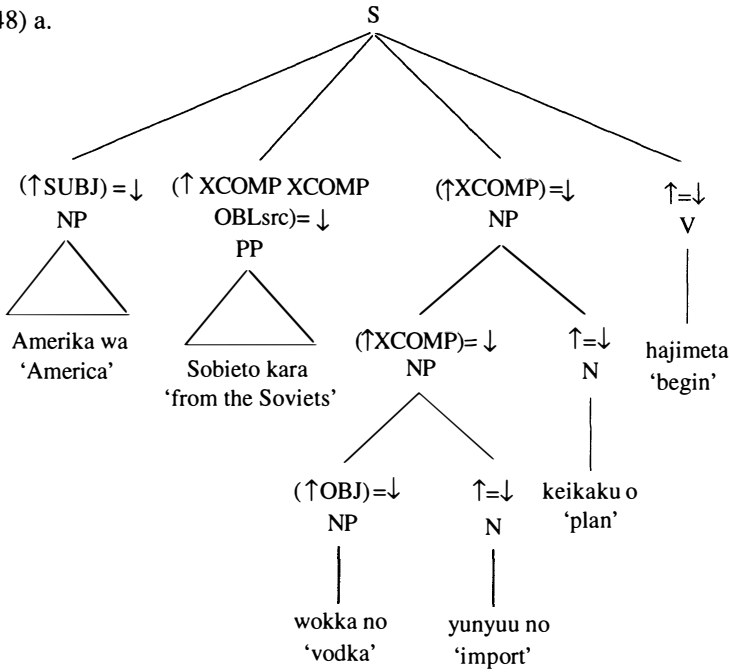 48) a.
S
(↑SUBJ) = ↓ (↑ XCOMP XCOMP (↑XCOMP)= ↓ ↑=↓
NP OBLsrc)= ↓ NP V
PP
Amerika wa (↑XCOMP)= ↓ ↑=↓ hajimeta
'America' Sobieto kara NP N 'begin'
'from the Soviets'
(↑OBJ)=↓ ↑=↓ keikaku o
NP N 'plan'
wokka no yunyuu no
'vodka' 'import'